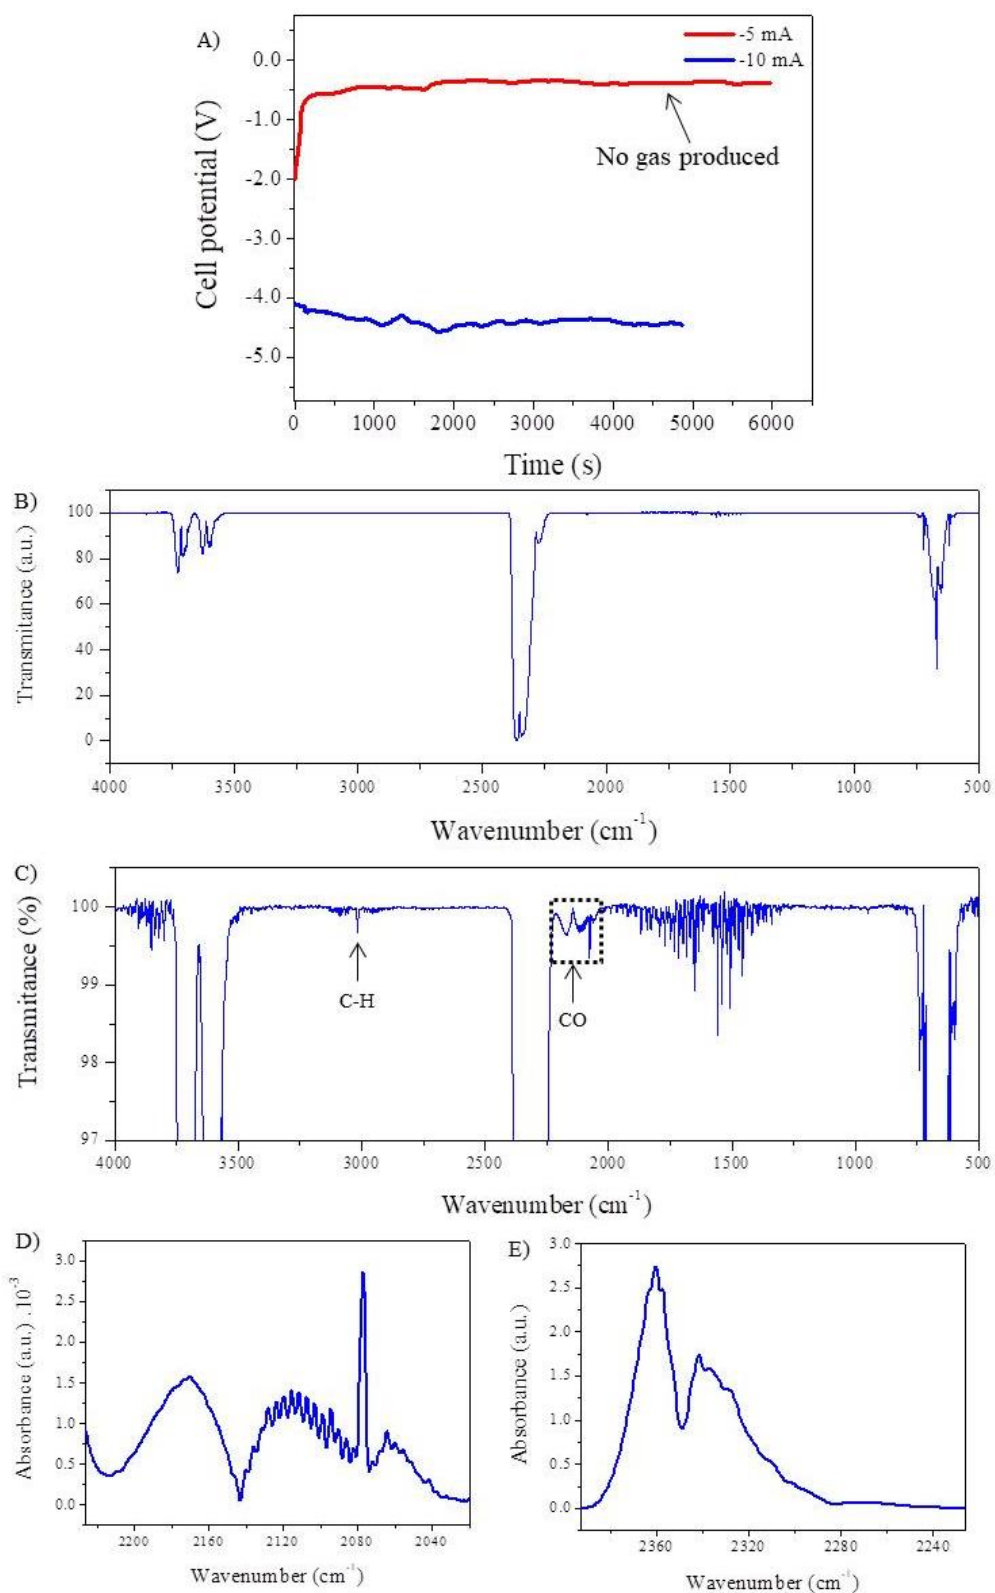 A)
-5 mA
-10 mA
0.0
-1.0
-2.0
-3.0
-4.0
-5.0
Cell potential (V)
No gas produced
0 1000 2000 3000 4000 5000 6000
Time (s)
B)
100
80
60
40
20
0
Transmitance (a.u.)
4000 3500 3000 2500 2000 1500 1000 500
Wavenumber (cm-1)
C)
100
99
98
97
Transmitance (%)
C-H
CO
4000 3500 3000 2500 2000 1500 1000 500
Wavenumber (cm-1)
D)
3.0
2.5
2.0
1.5
1.0
0.5
0.0
Absorbance (a.u.) .10-3
2200 2160 2120 2080 2040
Wavenumber (cm-1)
E)
3.0
2.5
2.0
1.5
1.0
0.5
0.0
Absorbance (a.u.)
2360 2320 2280 2240
Wavenumber (cm-1)